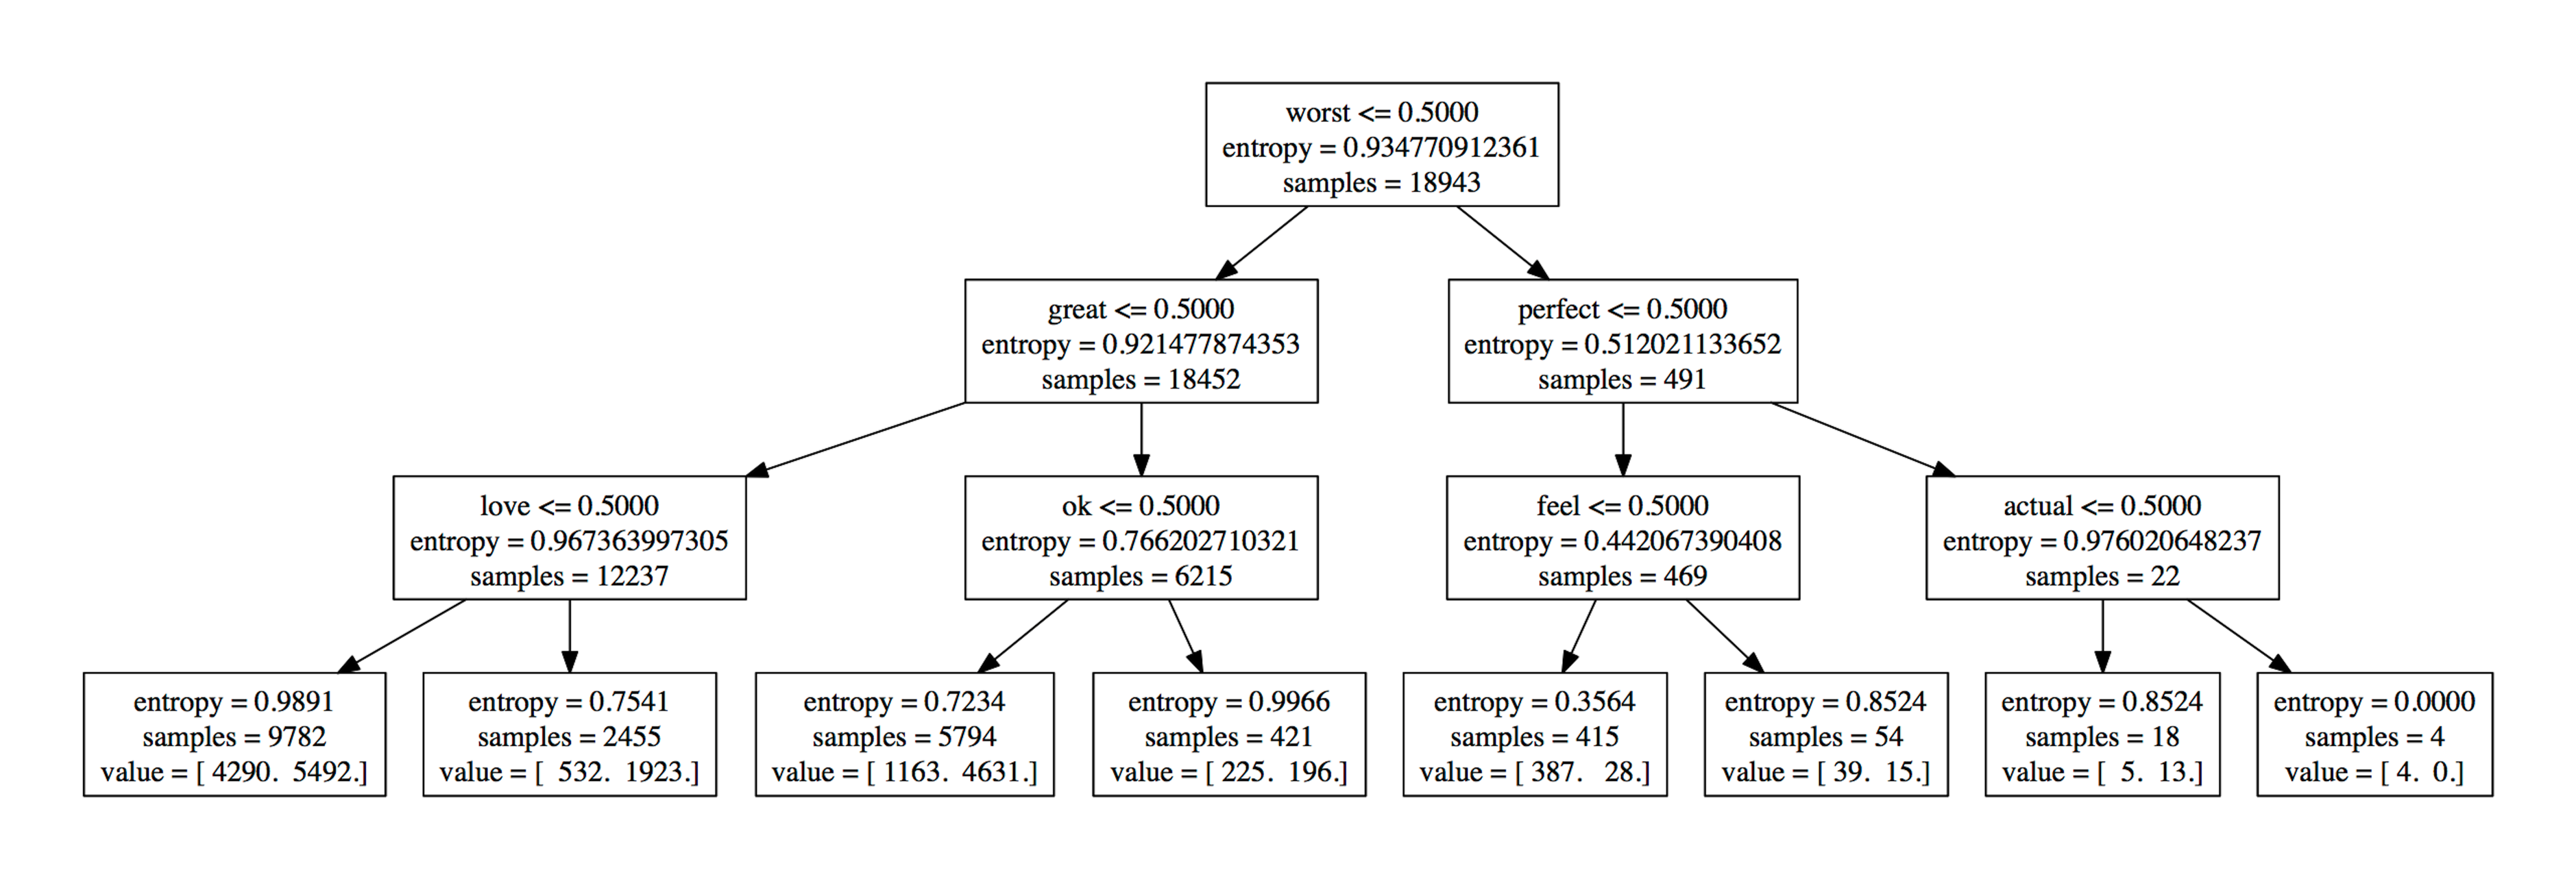 worst <= 0.5000
entropy = 0.934770912361
samples = 18943
great <= 0.5000
entropy = 0.921477874353
samples = 18452
perfect <= 0.5000
entropy = 0.512021133652
samples = 491
love <= 0.5000
entropy = 0.967363997305
samples = 12237
ok <= 0.5000
entropy = 0.766202710321
samples = 6215
feel <= 0.5000
entropy = 0.442067390408
samples = 469
actual <= 0.5000
entropy = 0.976020648237
samples = 22
entropy = 0.9891
samples = 9782
value = [ 4290.  5492.]
entropy = 0.7541
samples = 2455
value = [  532.  1923.]
entropy = 0.7234
samples = 5794
value = [ 1163.  4631.]
entropy = 0.9966
samples = 421
value = [ 225.  196.]
entropy = 0.3564
samples = 415
value = [ 387.   28.]
entropy = 0.8524
samples = 54
value = [ 39.  15.]
entropy = 0.8524
samples = 18
value = [  5.  13.]
entropy = 0.0000
samples = 4
value = [ 4.  0.]